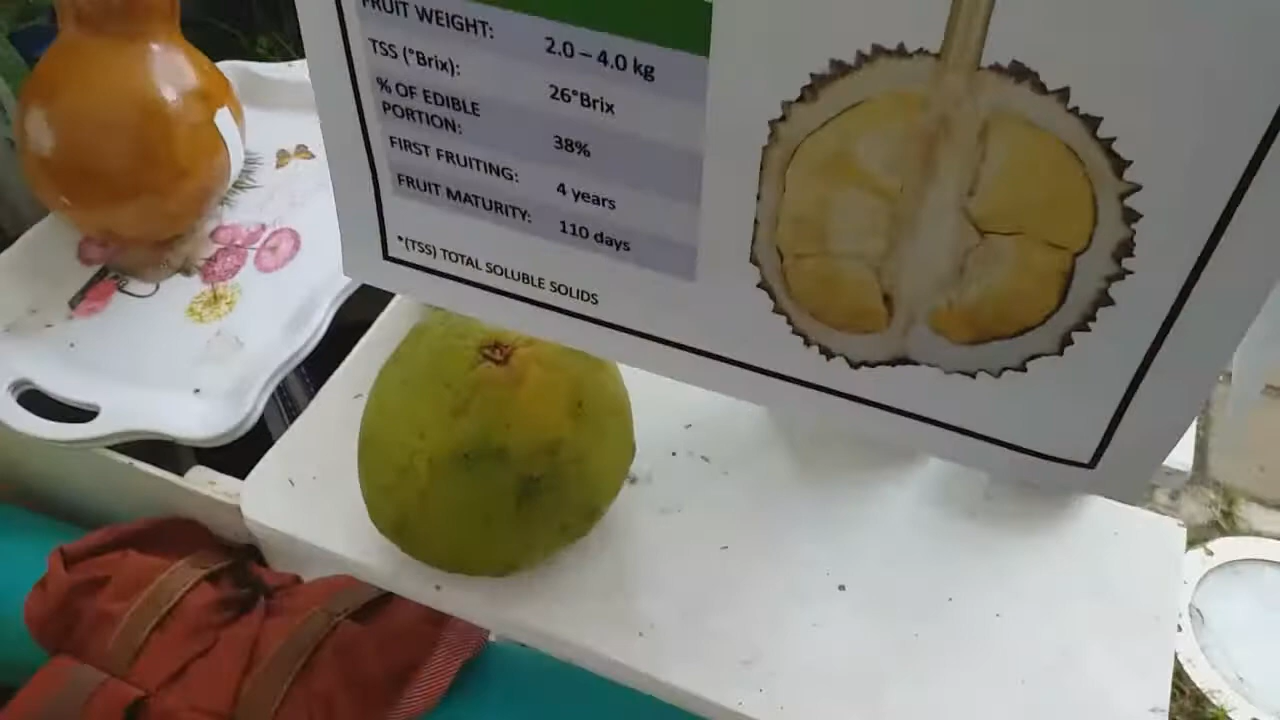 FRUIT WEIGHT: 2.0 – 4.0 kg
TSS (°Brix): 26°Brix
% OF EDIBLE
PORTION: 38%
FIRST FRUITING: 4 years
FRUIT MATURITY: 110 days
*(TSS) TOTAL SOLUBLE SOLIDS